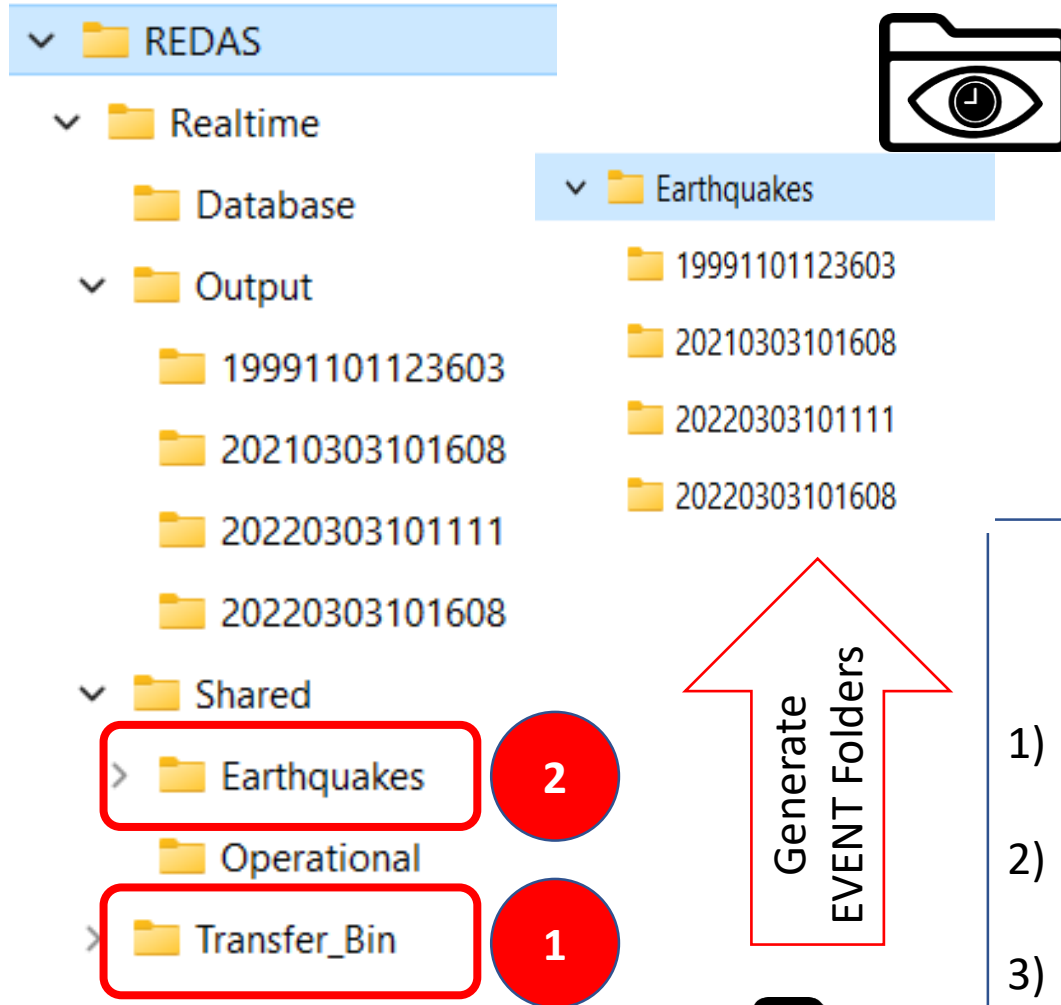 REDAS
Realtime
Database
Output
19991101123603
20210303101608
20220303101111
20220303101608
Shared
Earthquakes
2
Operational
Transfer_Bin
1
Earthquakes
19991101123603
20210303101608
20220303101111
20220303101608
Generate
EVENT Folders
1)
2)
3)